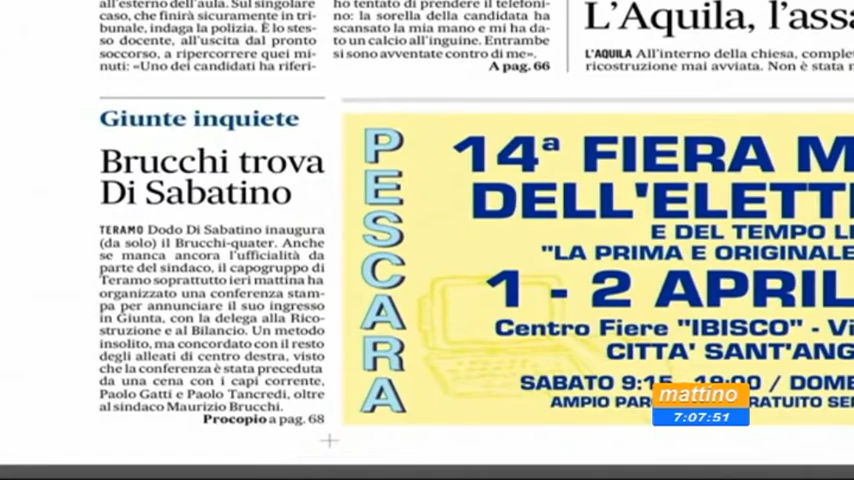 all'esterno dell'aula. Sul singolare
caso, che finirà sicuramente in tri-
bunale, indaga la polizia. È lo stes-
so docente, all'uscita dal pronto
soccorso, a ripercorrere quei mi-
nuti: «Uno dei candidati ha riferi-
ho tentato di prendere il telefoni-
no: la sorella della candidata ha
scansato la mia mano e mi ha da-
to un calcio all'inguine. Entrambe
si sono avventate contro di me».
A pag. 66
L'Aquila, l'assa
L'AQUILA All'interno della chiesa, complet
ricostruzione mai avviata. Non è stata
Giunte inquiete
Brucchi trova
Di Sabatino
TERAMO Dodo Di Sabatino inaugura
(da solo) il Brucchi-quater. Anche
se manca ancora l'ufficialità da
parte del sindaco, il capogruppo di
Teramo soprattutto ieri mattina ha
organizzato una conferenza stam-
pa per annunciare il suo ingresso
in Giunta, con la delega alla Rico-
struzione e al Bilancio. Un metodo
insolito, ma concordato con il resto
degli alleati di centro destra, visto
che la conferenza è stata preceduta
da una cena con i capi corrente,
Paolo Gatti e Paolo Tancredi, oltre
al sindaco Maurizio Brucchi.
Procopio a pag. 68
PESCARA
14ª FIERA M
DELL'ELETT
E DEL TEMPO LI
"LA PRIMA E ORIGINALE
1 - 2 APRIL
Centro Fiere "IBISCO" - Vi
CITTA' SANT'ANG
SABATO 9:15 19:00 / DOME
AMPIO PAR RATUITO SE
mattino
7:07:51